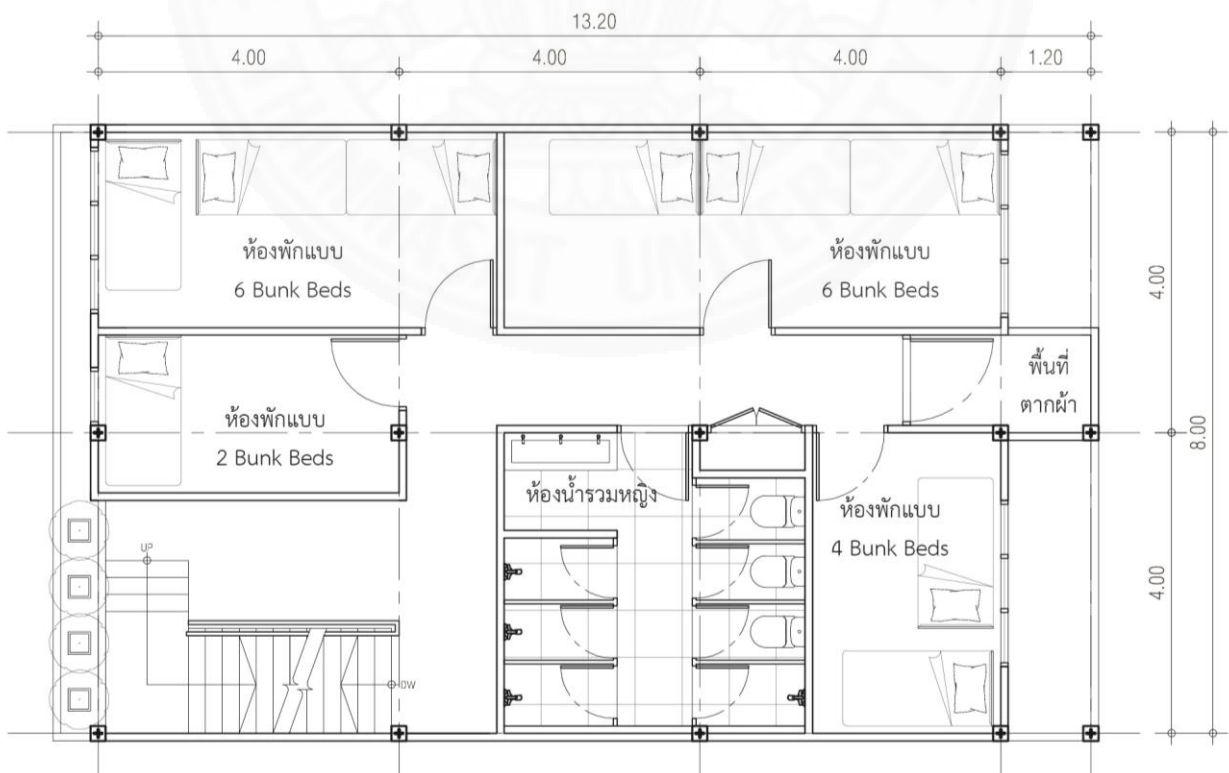 13.20
4.00
4.00
4.00
1.20
ห้องพักแบบ
6 Bunk Beds
ห้องพักแบบ
6 Bunk Beds
4.00
8.00
พื้นที่
ตากผ้า
ห้องพักแบบ
2 Bunk Beds
ห้องน้ำรวมหญิง
ห้องพักแบบ
4 Bunk Beds
UP
DW
4.00